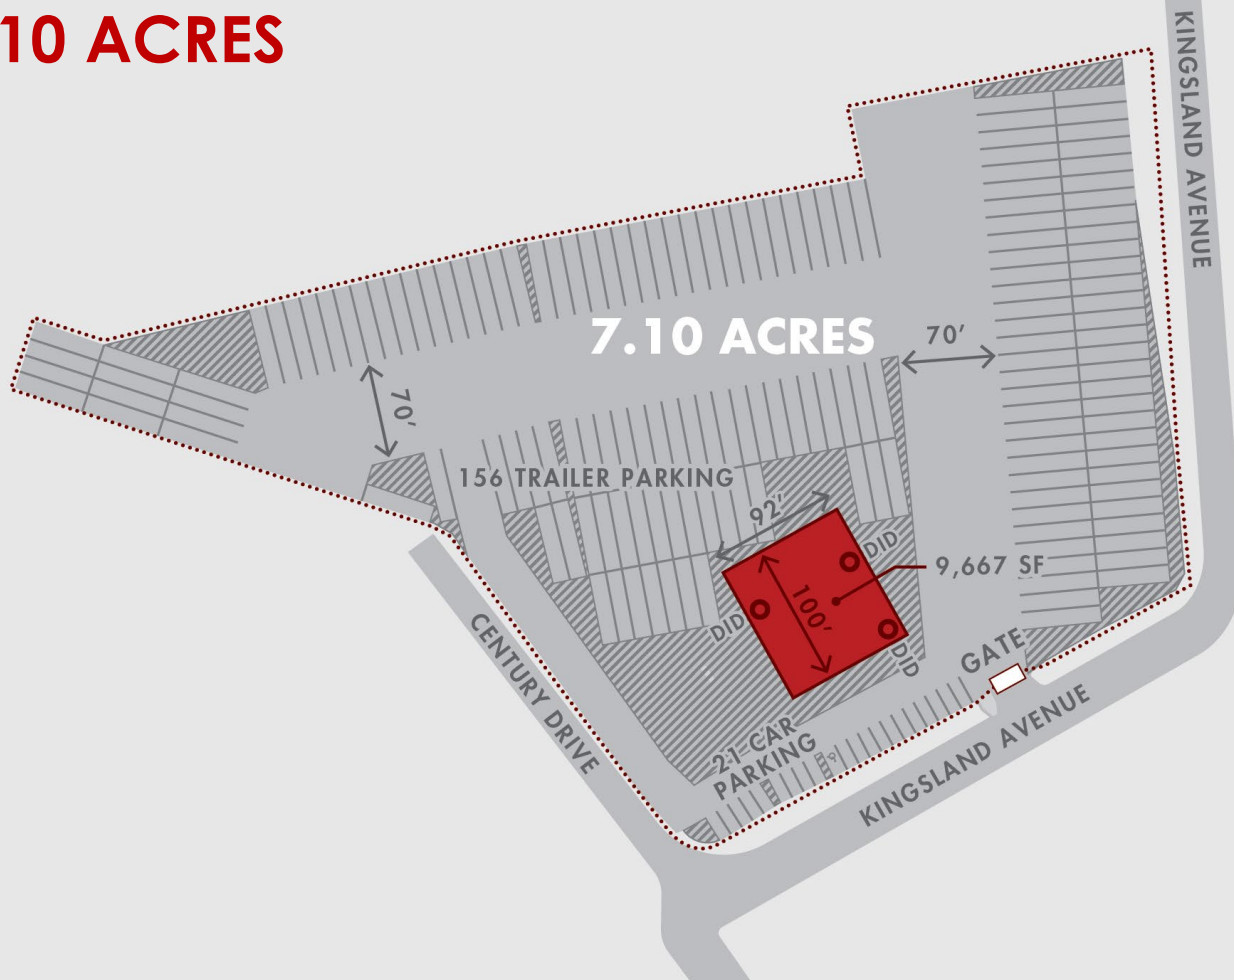 10 ACRES
KINGSLAND AVENUE
7.10 ACRES
70′
70′
156 TRAILER PARKING
92′
DID
9,667 SF
100′
DID
DID
GATE
CENTURY DRIVE
21 CAR
PARKING
KINGSLAND AVENUE